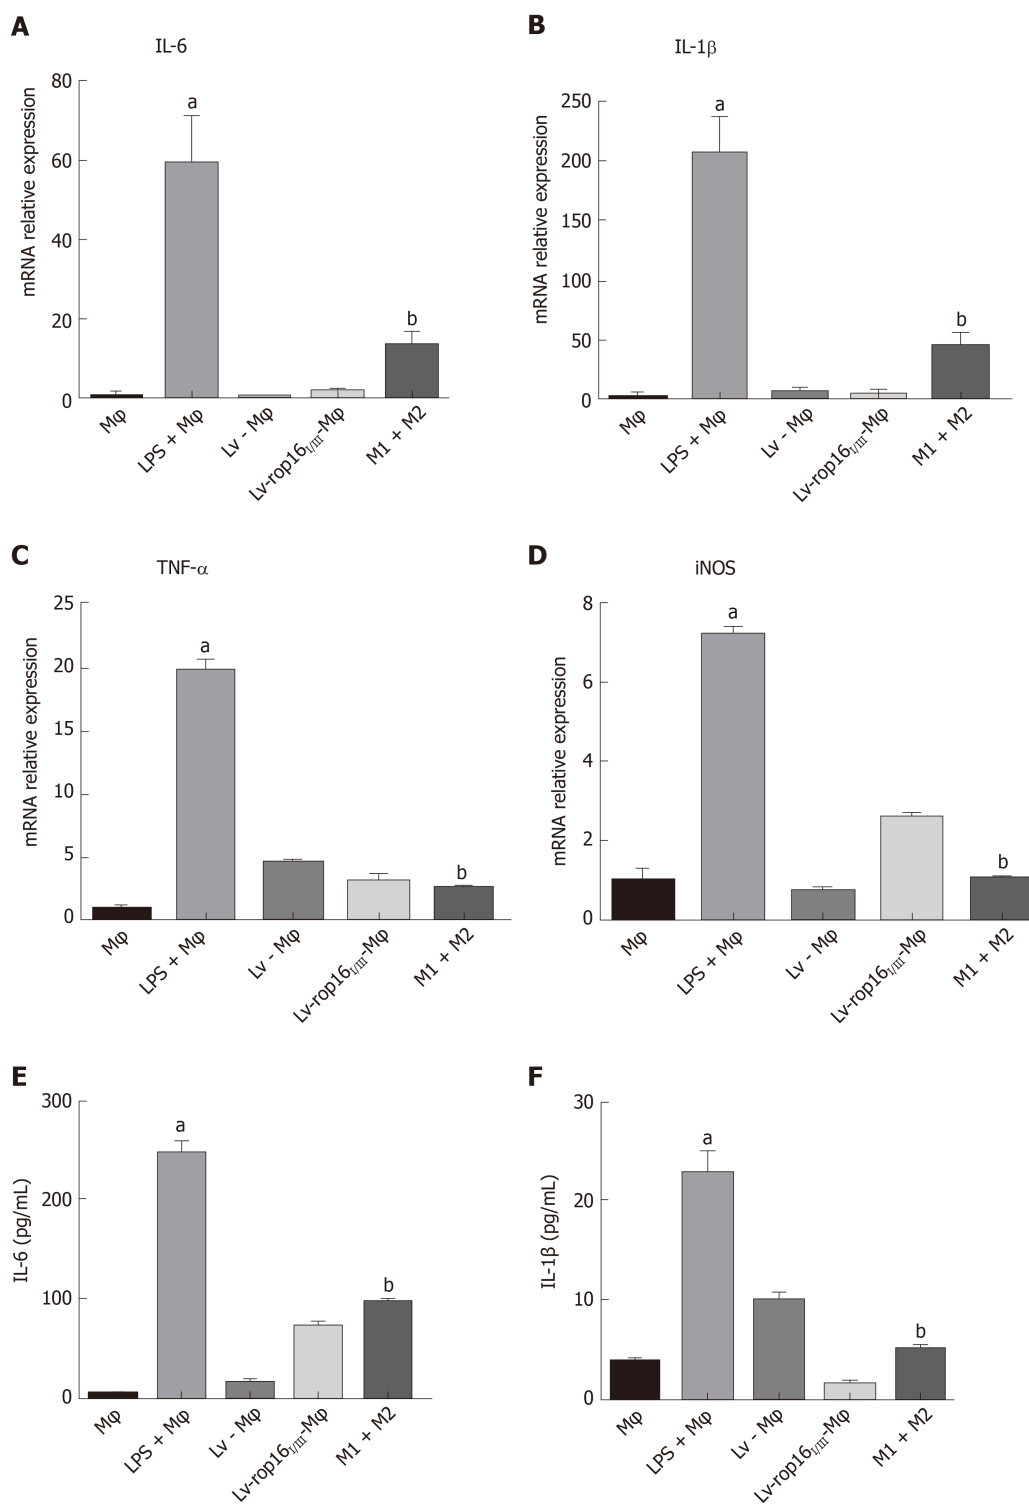 A
IL-6
mRNA relative expression
80
60
40
20
0
a
b
Mφ
LPS + Mφ
Lv - Mφ
Lv-rop16I/III-Mφ
M1 + M2
B
IL-1β
mRNA relative expression
250
200
150
100
50
0
a
b
Mφ
LPS + Mφ
Lv - Mφ
Lv-rop16I/III-Mφ
M1 + M2
C
TNF-α
mRNA relative expression
25
20
15
10
5
0
a
b
Mφ
LPS + Mφ
Lv - Mφ
Lv-rop16I/III-Mφ
M1 + M2
D
iNOS
mRNA relative expression
8
6
4
2
0
a
b
Mφ
LPS + Mφ
Lv - Mφ
Lv-rop16I/III-Mφ
M1 + M2
E
IL-6 (pg/mL)
300
200
100
0
a
b
Mφ
LPS + Mφ
Lv - Mφ
Lv-rop16I/III-Mφ
M1 + M2
F
IL-1β (pg/mL)
30
20
10
0
a
b
Mφ
LPS + Mφ
Lv - Mφ
Lv-rop16I/III-Mφ
M1 + M2